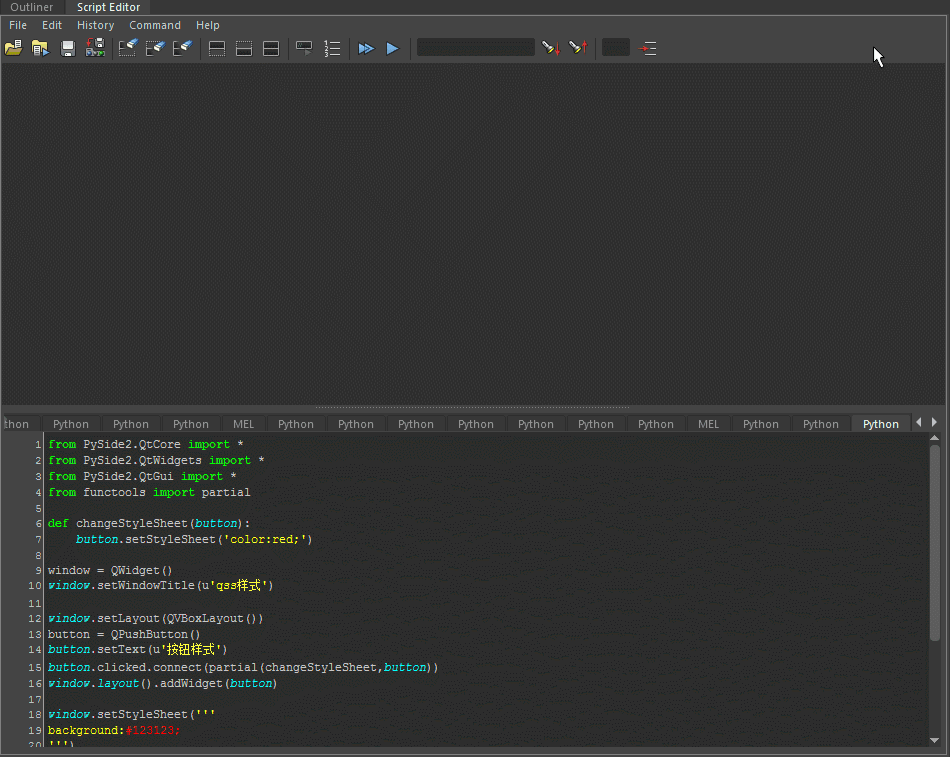 Outliner Script Editor
File Edit History Command Help
thon Python Python Python MEL Python Python Python Python Python Python Python MEL Python Python Python
1 from PySide2.QtCore import *
2 from PySide2.QtWidgets import *
3 from PySide2.QtGui import *
4 from functools import partial
5
6 def changeStyleSheet(button):
7     button.setStyleSheet('color:red;')
8
9 window = QWidget()
10 window.setWindowTitle(u'qss样式')
11
12 window.setLayout(QVBoxLayout())
13 button = QPushButton()
14 button.setText(u'按钮样式')
15 button.clicked.connect(partial(changeStyleSheet,button))
16 window.layout().addWidget(button)
17
18 window.setStyleSheet('''
19 background:#123123;
20 ''')